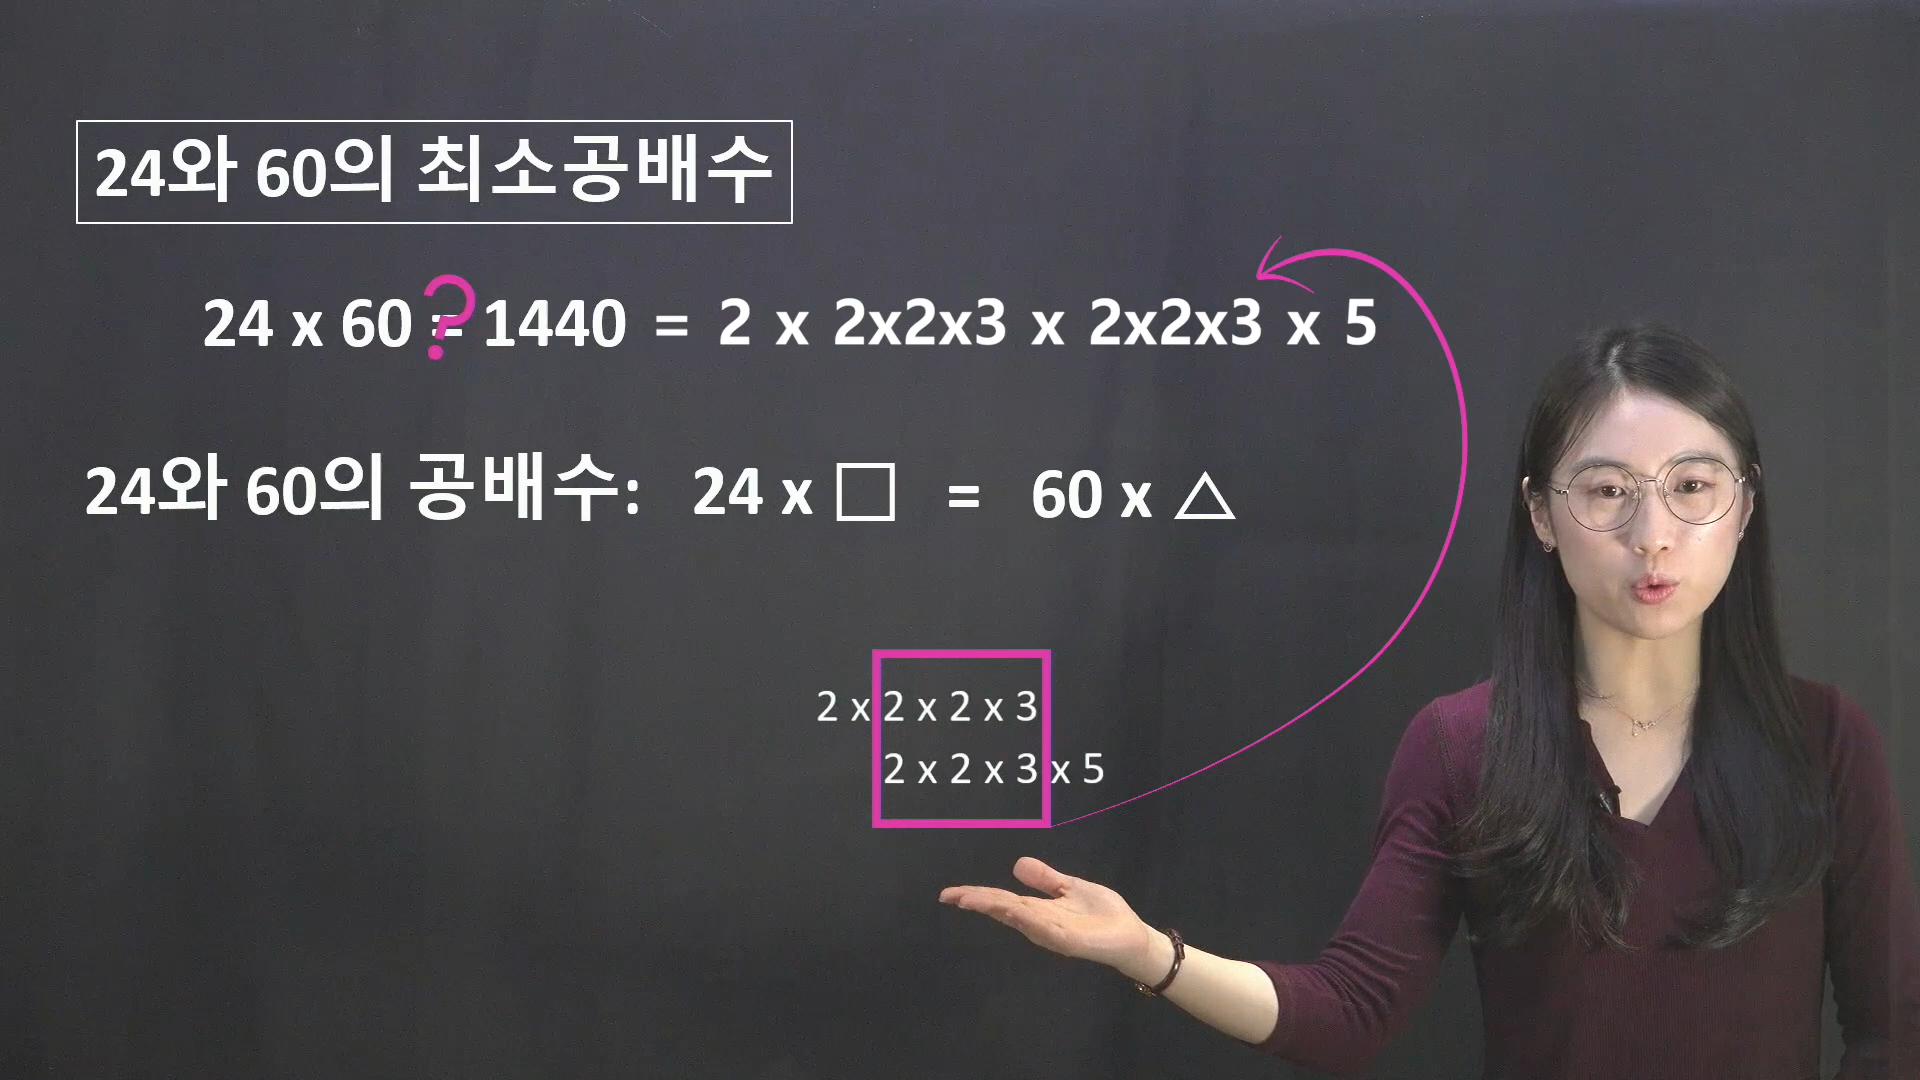 24와 60의 최소공배수
24 x 60 = 1440 = 2 x 2x2x3 x 2x2x3 x 5
?
24와 60의 공배수: 24 x □ = 60 x △
2 x 2 x 2 x 3
2 x 2 x 3 x 5